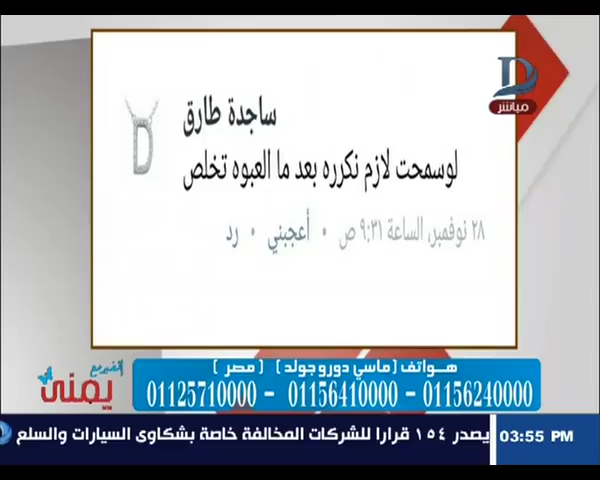 مباشر
D
ساجدة طارق
لوسمحت لازم نكرره بعد ما العبوه تخلص
٢٨ نوفمبر، الساعة ٩:٣١ ص • أعجبني • رد
هـواتف (ماسي دورو جولد) (مصر)
01125710000 - 01156410000 - 01156240000
يمنى
03:55 PM
يصدر ١٥٤ قرارا للشركات المخالفة خاصة بشكاوى السيارات والسلع